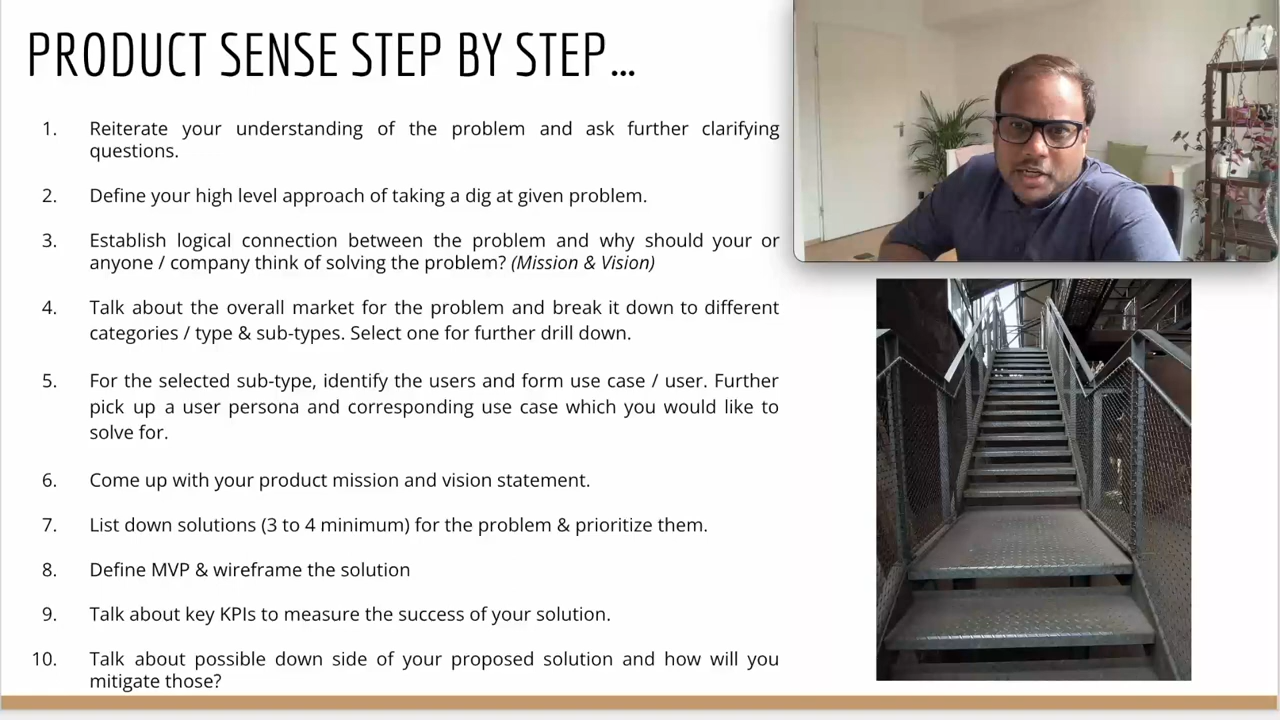 PRODUCT SENSE STEP BY STEP...
1. Reiterate your understanding of the problem and ask further clarifying
questions.
2. Define your high level approach of taking a dig at given problem.
3. Establish logical connection between the problem and why should your or
anyone / company think of solving the problem? (Mission & Vision)
4. Talk about the overall market for the problem and break it down to different
categories / type & sub-types. Select one for further drill down.
5. For the selected sub-type, identify the users and form use case / user. Further
pick up a user persona and corresponding use case which you would like to
solve for.
6. Come up with your product mission and vision statement.
7. List down solutions (3 to 4 minimum) for the problem & prioritize them.
8. Define MVP & wireframe the solution
9. Talk about key KPIs to measure the success of your solution.
10. Talk about possible down side of your proposed solution and how will you
mitigate those?